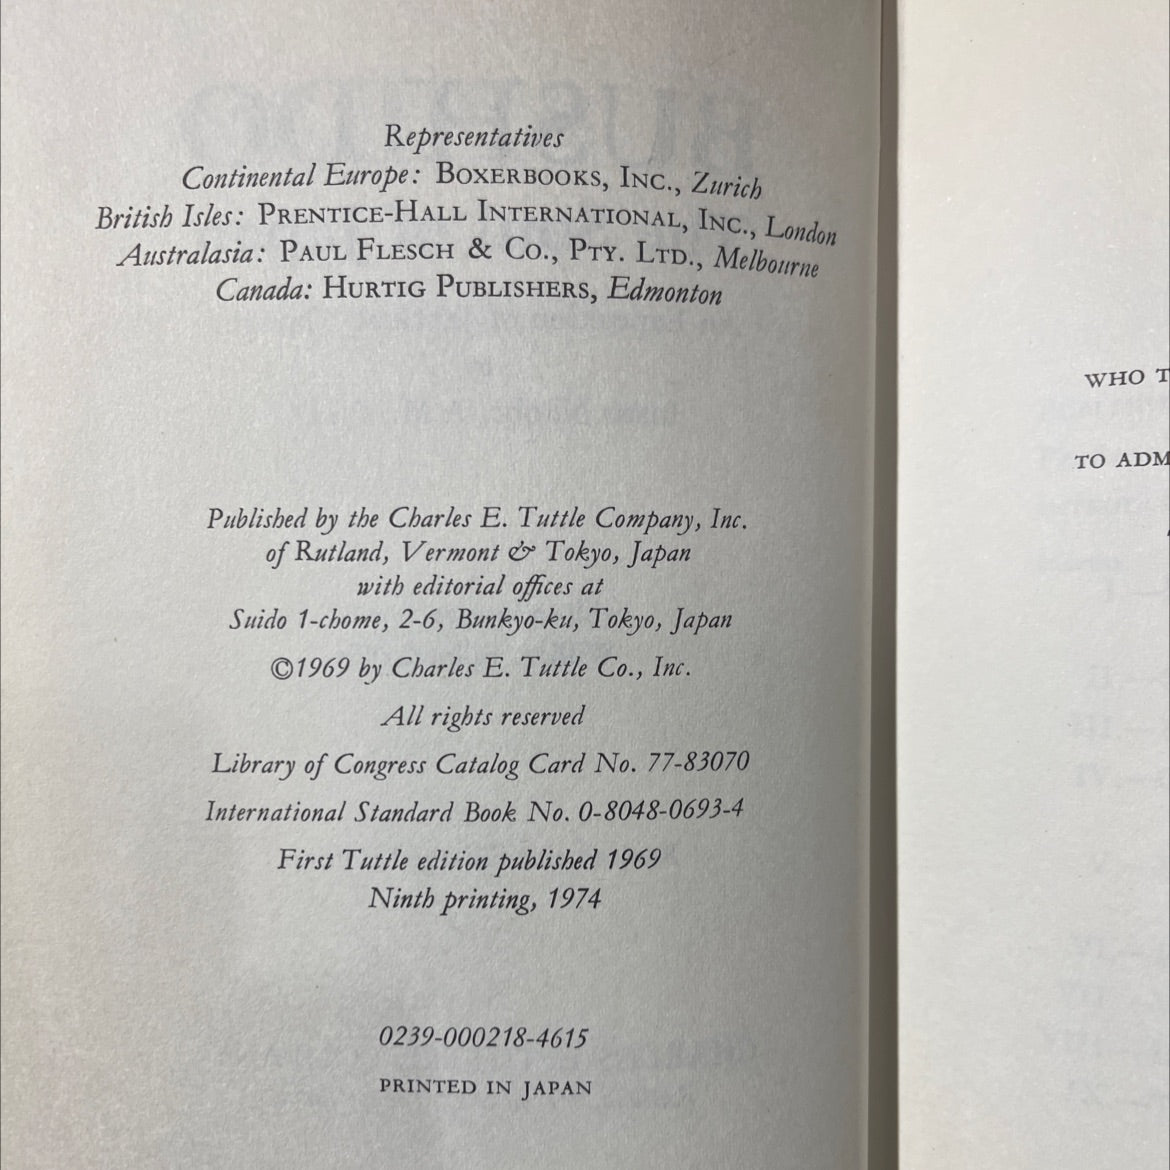 Representatives
Continental Europe: BOXERBOOKS, INC., Zurich
British Isles: PRENTICE-HALL INTERNATIONAL, INC., London
Australasia: PAUL FLESCH & CO., PTY. LTD., Melbourne
Canada: HURTIG PUBLISHERS, Edmonton
Published by the Charles E. Tuttle Company, Inc.
of Rutland, Vermont & Tokyo, Japan
with editorial offices at
Suido 1-chome, 2-6, Bunkyo-ku, Tokyo, Japan
©1969 by Charles E. Tuttle Co., Inc.
All rights reserved
Library of Congress Catalog Card No. 77-83070
International Standard Book No. 0-8048-0693-4
First Tuttle edition published 1969
Ninth printing, 1974
0239-000218-4615
PRINTED IN JAPAN
WHO
TO